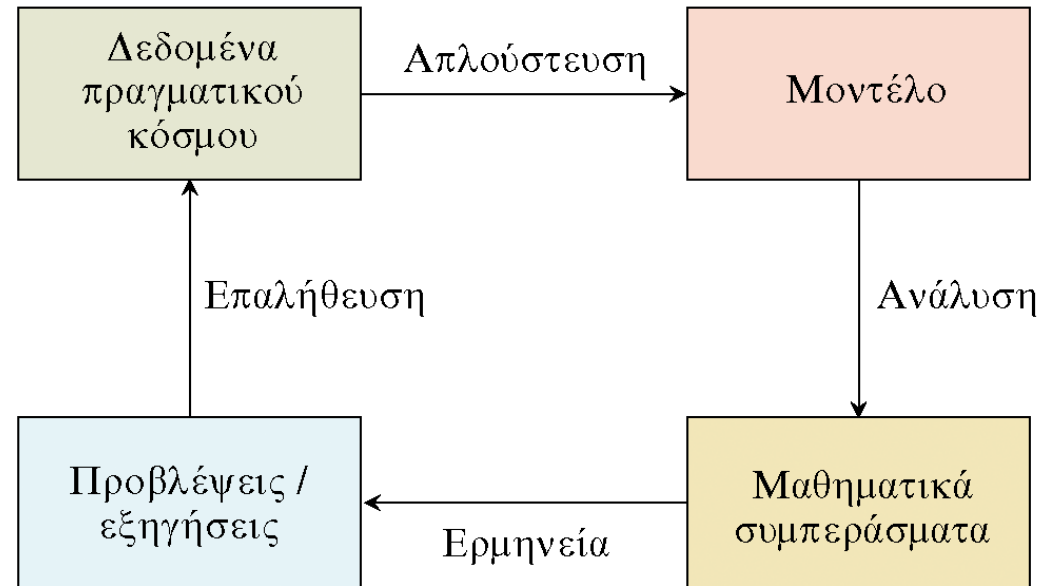 Δεδομένα
πραγματικού
κόσμου
Απλούστευση
Μοντέλο
Επαλήθευση
Ανάλυση
Προβλέψεις /
εξηγήσεις
Ερμηνεία
Μαθηματικά
συμπεράσματα